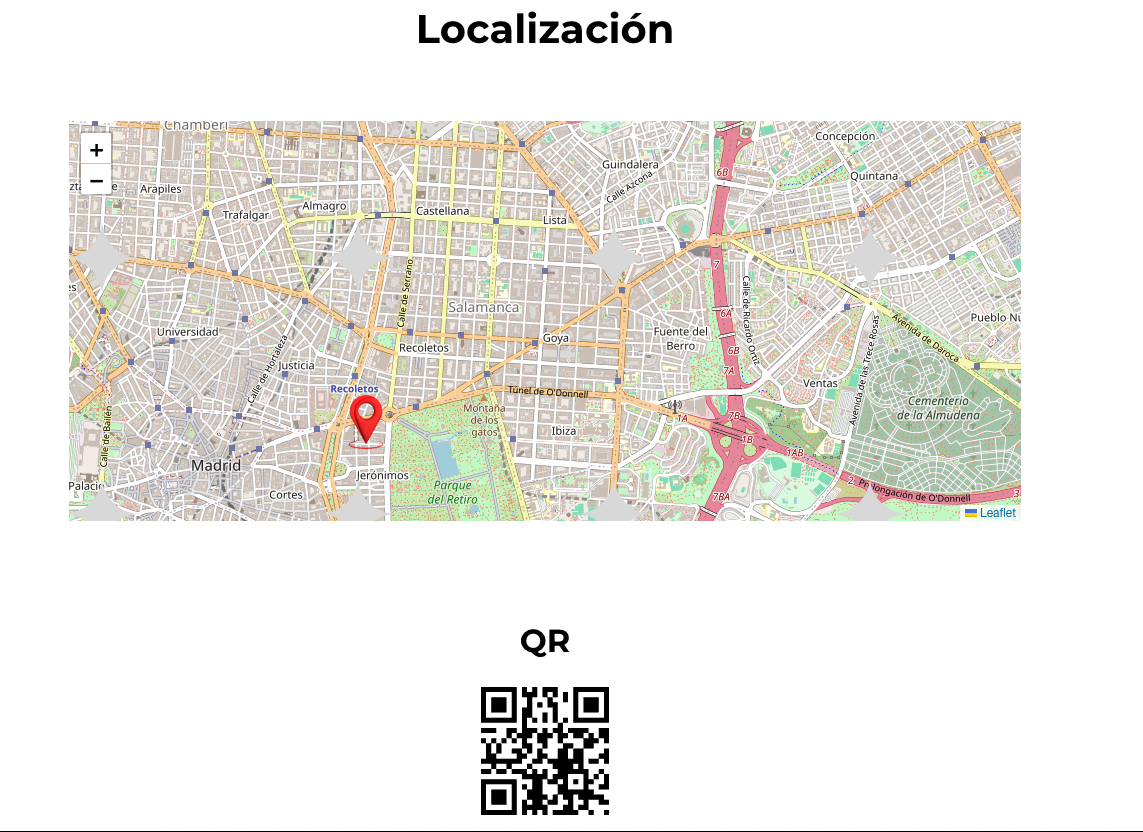 Localización
Chamberí
+
−
Arapiles
Trafalgar
Almagro
Castellana
Lista
Guindalera
Calle Azcona
Concepción
Quintana
6B
7
Calle de Serrano
Salamanca
Calle de Ricardo Ortiz
6A
Universidad
Calle de Hortaleza
Justicia
Recoletos
Goya
Fuente del
Berro
6B
7A
Avenida de Daroca
Pueblo Nu
Recoletos
Túnel de O'Donnell
Ventas
Avenida de las Trece Rosas
Cementerio
de la Almudena
Montaña
de los
gatos
Ibiza
1A
7B
1B
1AB
Calle de Bailén
Madrid
Palacio
Cortes
Jerónimos
Parque
del Retiro
7BA
2
Prolongación de O'Donnell
3
Leaflet
QR